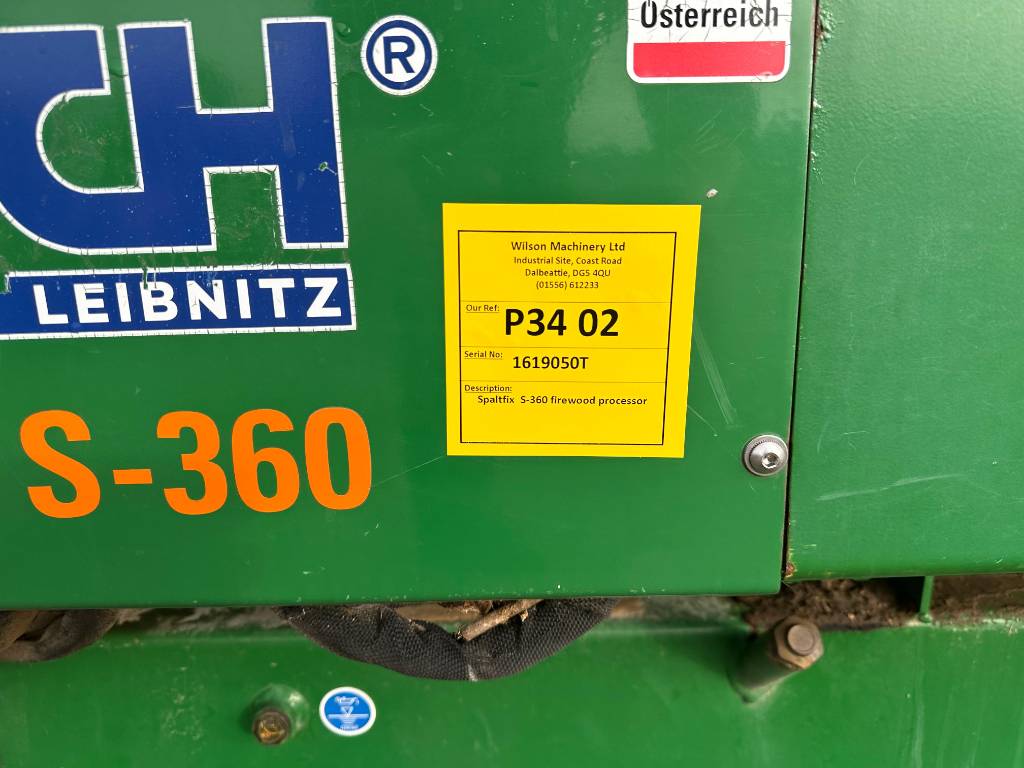 CH ®
LEIBNITZ
S-360
Österreich
Wilson Machinery Ltd
Industrial Site, Coast Road
Dalbeattie, DG5 4QU
(01556) 612233
Our Ref:
P34 02
Serial No:
1619050T
Description:
Spaltfix S-360 firewood processor